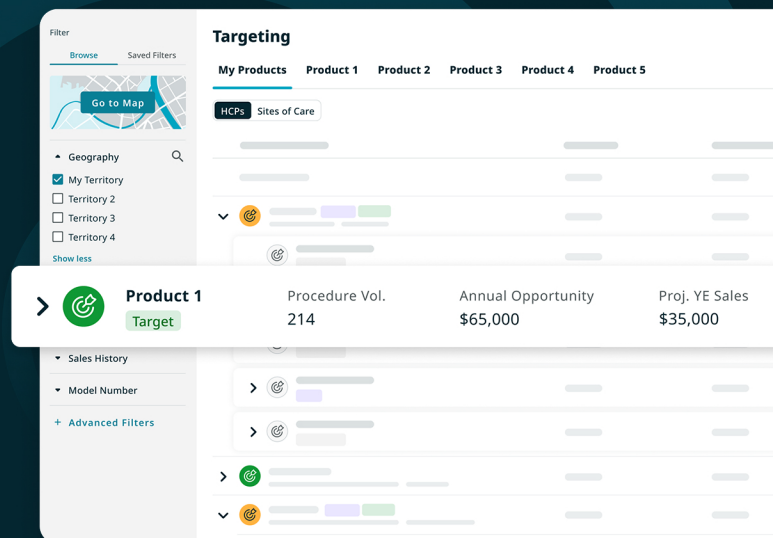 Filter
Browse Saved Filters
Go to Map
Geography
My Territory
Territory 2
Territory 3
Territory 4
Show less
Targeting
My Products Product 1 Product 2 Product 3 Product 4 Product 5
HCPs Sites of Care
Product 1
Target
Procedure Vol.
214
Annual Opportunity
$65,000
Proj. YE Sales
$35,000
Sales History
Model Number
+ Advanced Filters